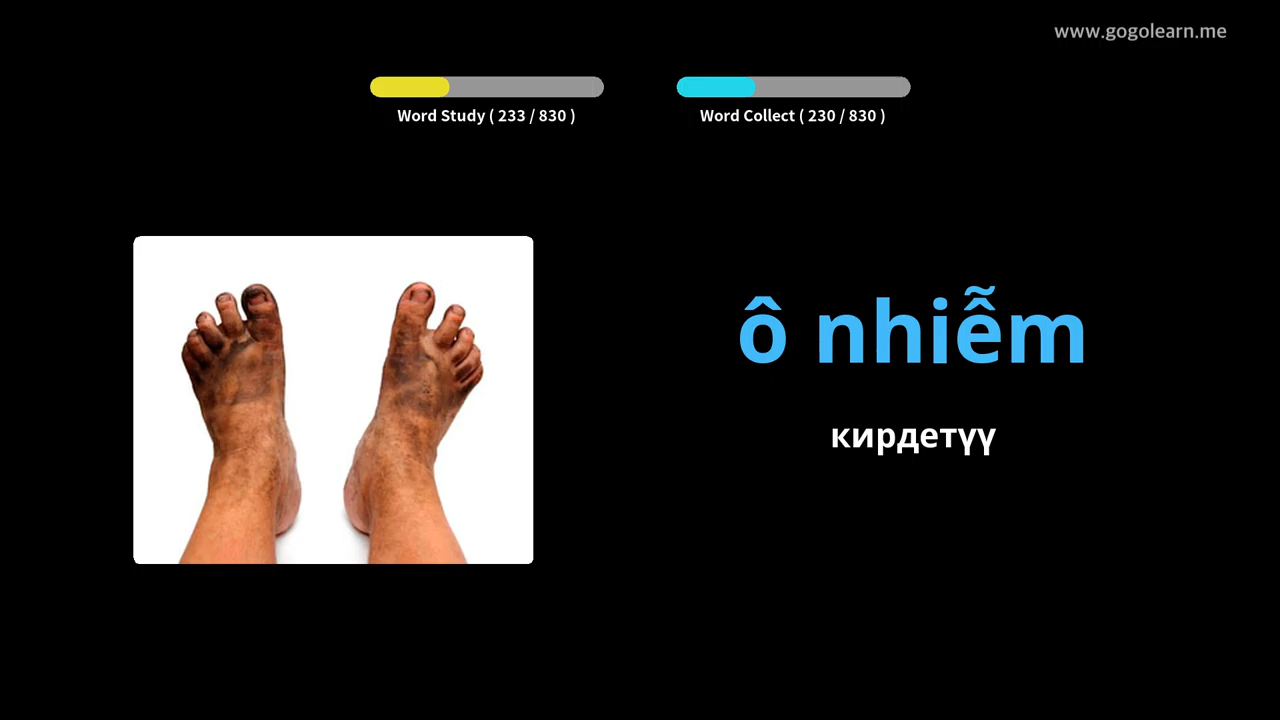 www.gogolearn.me
Word Study ( 233 / 830 )
Word Collect ( 230 / 830 )
ô nhiễm
кирдетүү